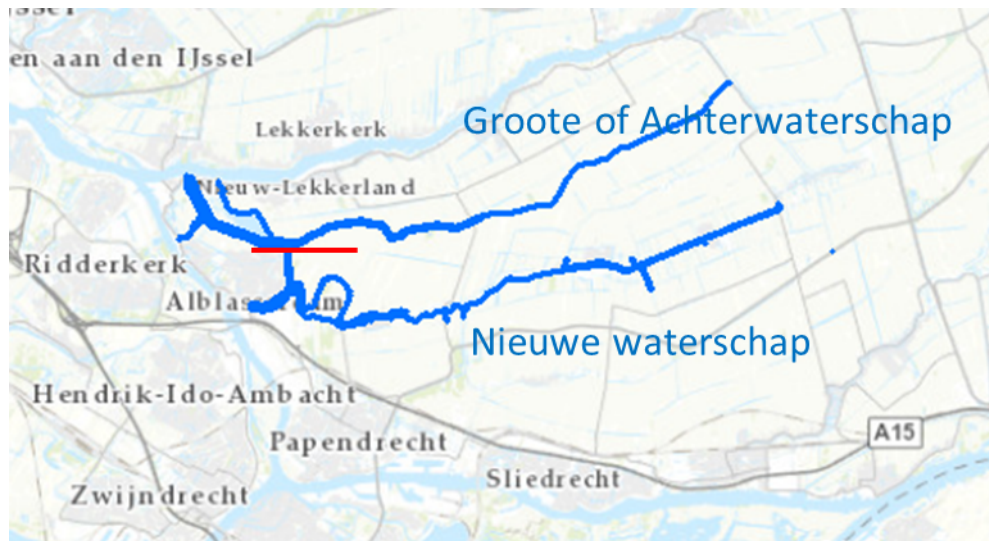 en aan den IJssel
Lekkerkerk
Groote of Achterwaterschap
Nieuw-Lekkerland
Ridderkerk
Nieuwe waterschap
Hendrik-Ido-Ambacht
A15
Papendrecht
Sliedrecht
Zwijndrecht